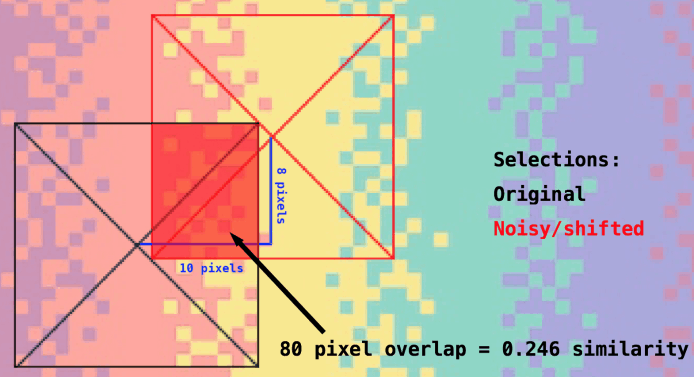 Selections:
Original
Noisy/shifted
8 pixels
10 pixels
80 pixel overlap = 0.246 similarity